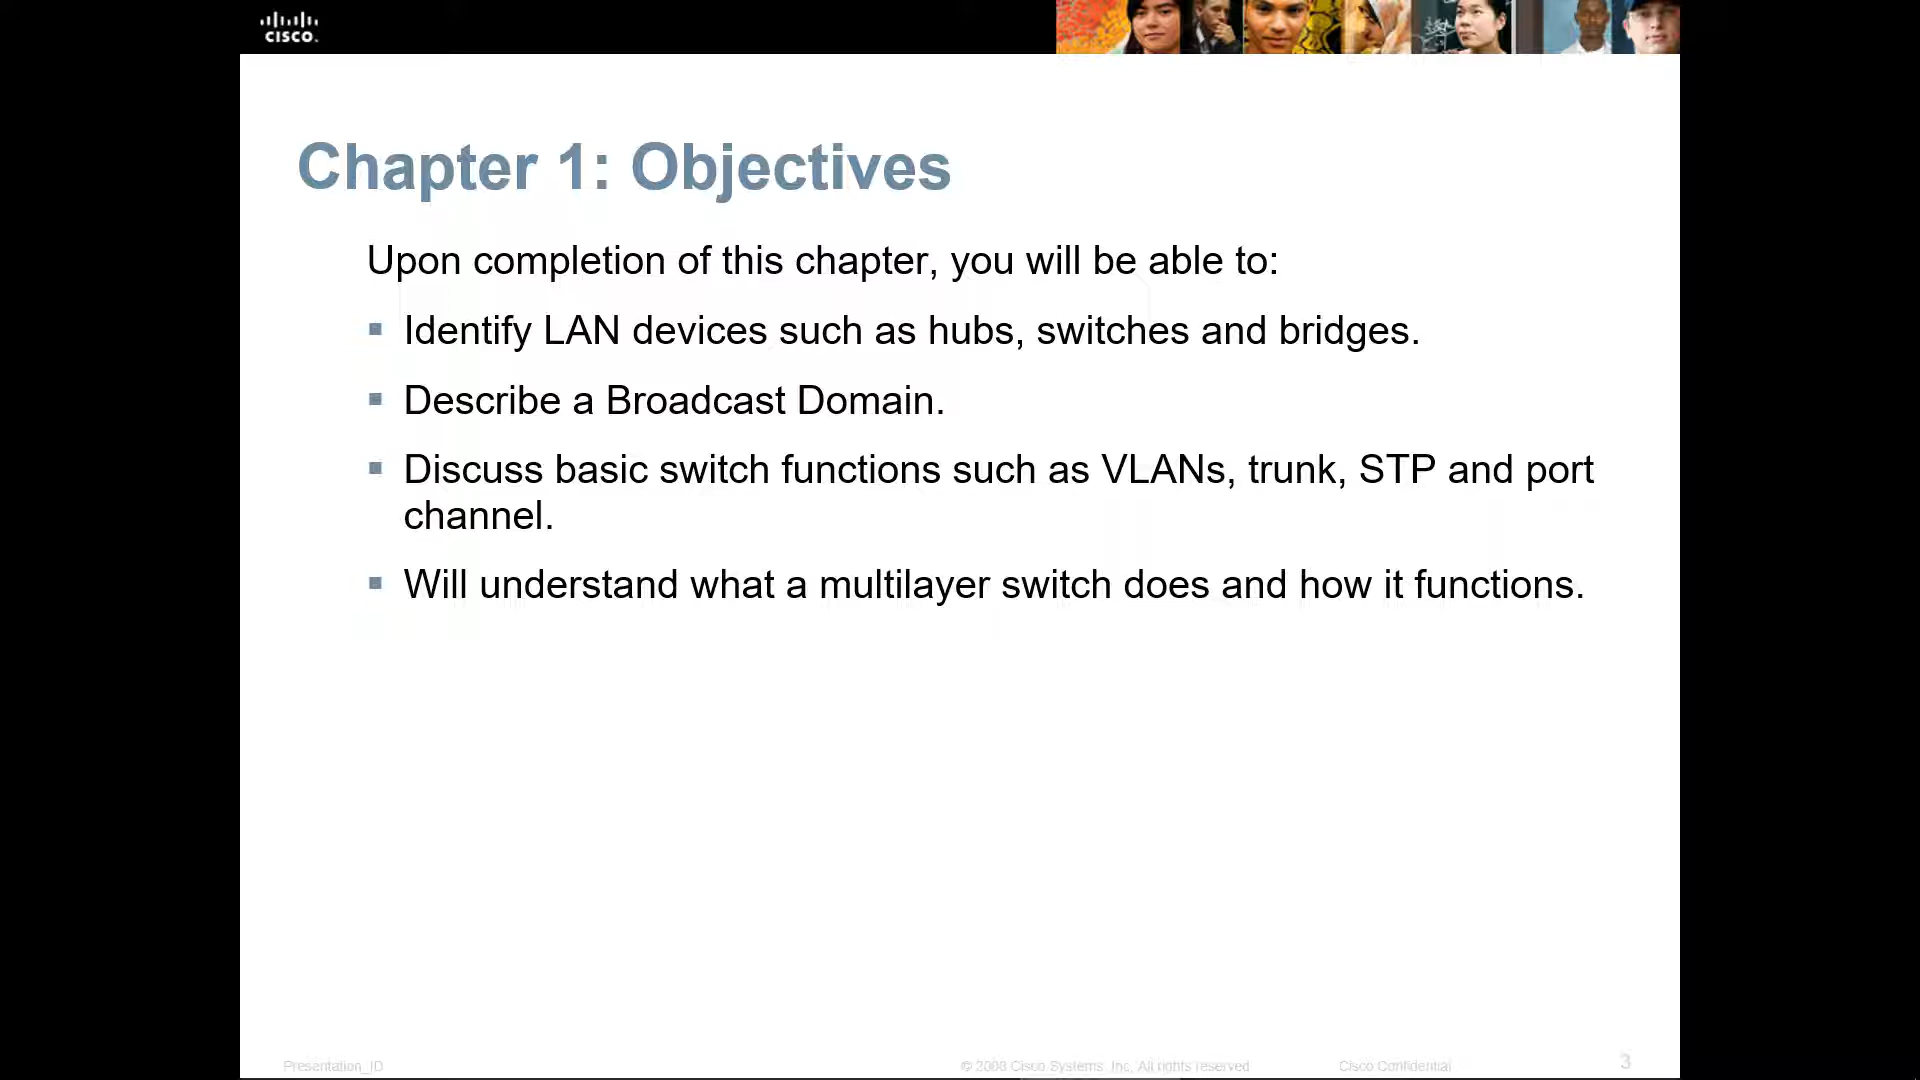 CISCO.
Chapter 1: Objectives
Upon completion of this chapter, you will be able to:
Identify LAN devices such as hubs, switches and bridges.
Describe a Broadcast Domain.
Discuss basic switch functions such as VLANs, trunk, STP and port
channel.
Will understand what a multilayer switch does and how it functions.
Presentation_ID
© 2008 Cisco Systems, Inc. All rights reserved
Cisco Confidential
3